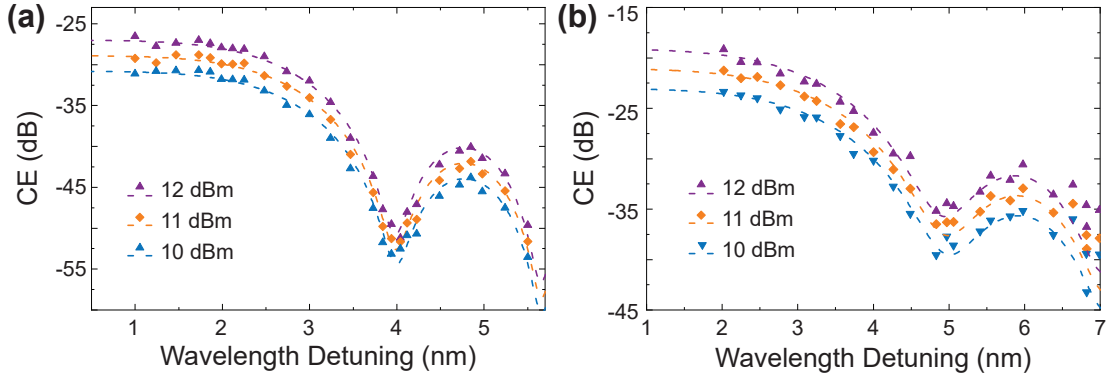 (a)
-25
-35
-45
-55
CE (dB)
12 dBm
11 dBm
10 dBm
1 2 3 4 5
Wavelength Detuning (nm)
(b)
-15
-25
-35
-45
CE (dB)
12 dBm
11 dBm
10 dBm
1 2 3 4 5 6 7
Wavelength Detuning (nm)